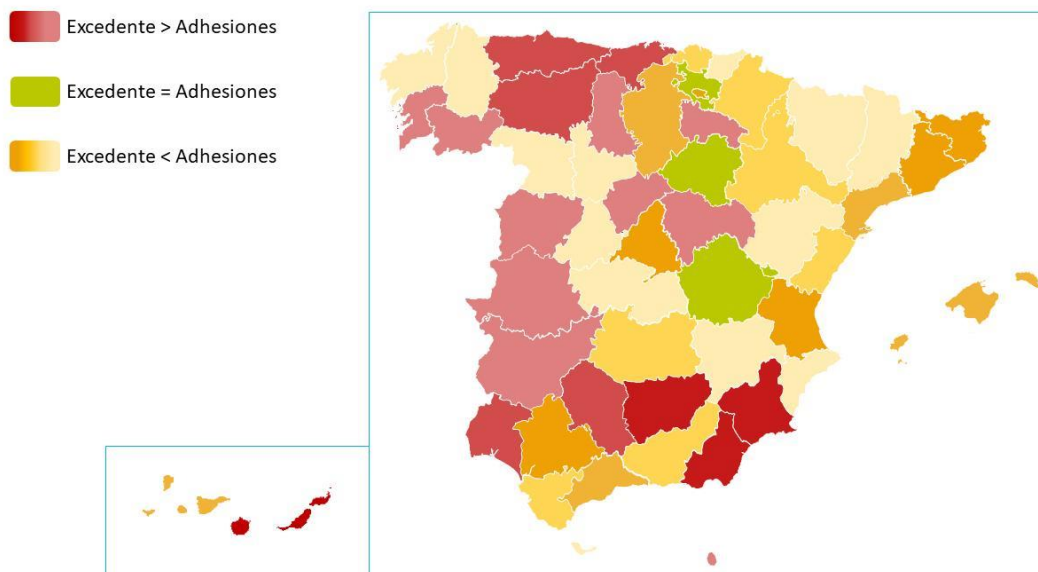 Excedente > Adhesiones
Excedente = Adhesiones
Excedente < Adhesiones